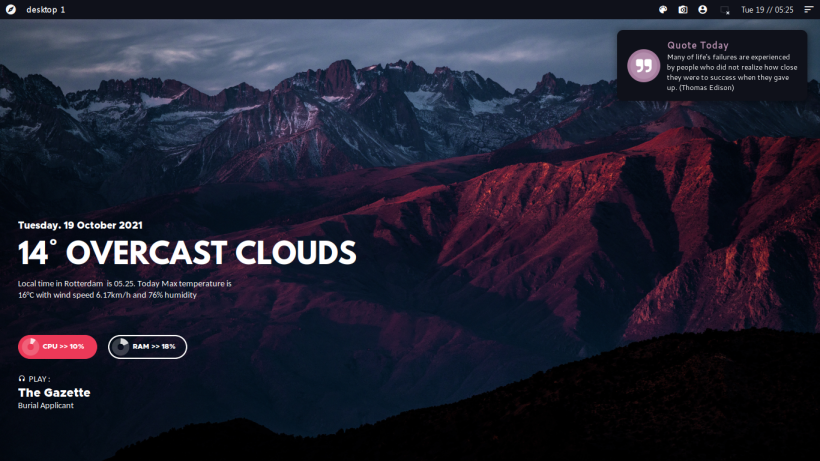 desktop 1
Tue 19 // 05:25
Quote Today
Many of life's failures are experienced
by people who did not realize how close
they were to success when they gave
up. (Thomas Edison)
Tuesday, 19 October 2021
14° OVERCAST CLOUDS
Local time in Rotterdam is 05.25. Today Max temperature is
16°C with wind speed 6.17km/h and 76% humidity
CPU >> 10%
RAM >> 18%
PLAY :
The Gazette
Burial Applicant